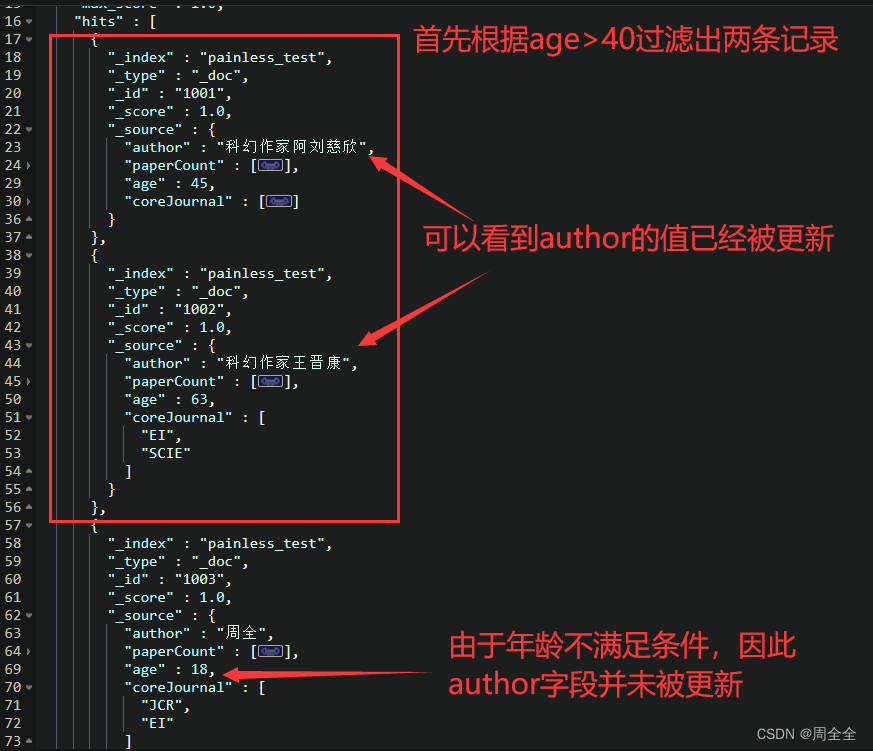 15 "max_score" : 1.0,
16 "hits" : [
首先根据age>40过滤出两条记录
17 {
18 "_index" : "painless_test",
19 "_type" : "_doc",
20 "_id" : "1001",
21 "_score" : 1.0,
22 "_source" : {
23 "author" : "科幻作家阿刘慈欣",
24 "paperCount" : [],
29 "age" : 45,
30 "coreJournal" : []
36 }
可以看到author的值已经被更新
37 },
38 {
39 "_index" : "painless_test",
40 "_type" : "_doc",
41 "_id" : "1002",
42 "_score" : 1.0,
43 "_source" : {
44 "author" : "科幻作家王晋康",
45 "paperCount" : [],
50 "age" : 63,
51 "coreJournal" : [
52 "EI",
53 "SCIE"
54 ]
55 }
56 },
57 {
58 "_index" : "painless_test",
59 "_type" : "_doc",
60 "_id" : "1003",
61 "_score" : 1.0,
62 "_source" : {
63 "author" : "周全",
64 "paperCount" : [],
69 "age" : 18,
70 "coreJournal" : [
由于年龄不满足条件，因此
author字段并未被更新
71 "JCR",
72 "EI"
73 ]
CSDN @周全全